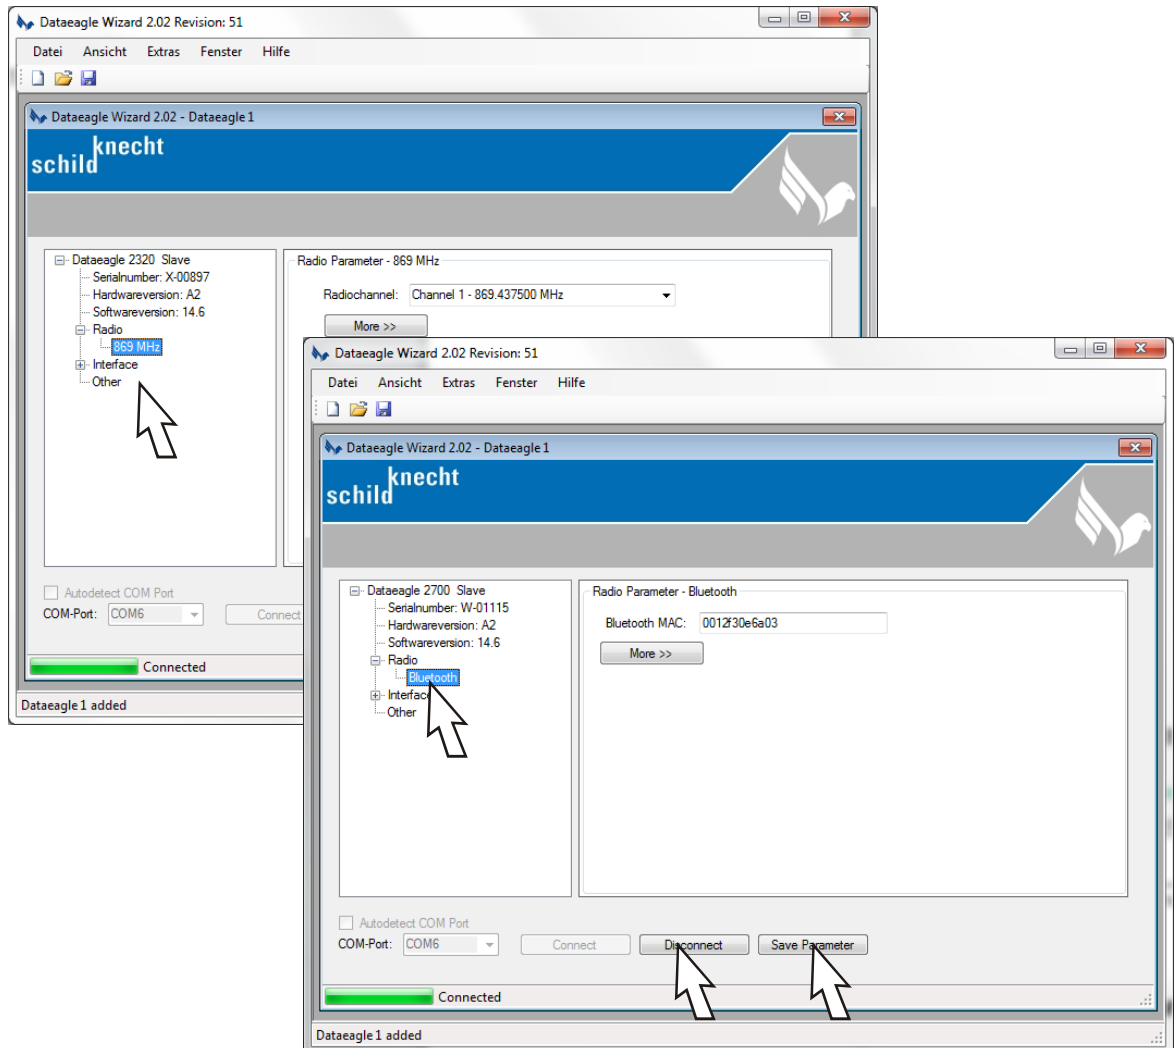 Dataeagle Wizard 2.02 Revision: 51
Datei Ansicht Extras Fenster Hilfe
Dataeagle Wizard 2.02 - Dataeagle 1
schildknecht
Dataeagle 2320 Slave
Serialnumber: X-00897
Hardwareversion: A2
Softwareversion: 14.6
Radio
869 MHz
Interface
Other
Radio Parameter - 869 MHz
Radiochannel: Channel 1 - 869.437500 MHz
More >>
Autodetect COM Port
COM-Port: COM6 Connect
Connected
Dataeagle 1 added
Dataeagle Wizard 2.02 Revision: 51
Datei Ansicht Extras Fenster Hilfe
Dataeagle Wizard 2.02 - Dataeagle 1
schildknecht
Dataeagle 2700 Slave
Serialnumber: W-01115
Hardwareversion: A2
Softwareversion: 14.6
Radio
Bluetooth
Interface
Other
Radio Parameter - Bluetooth
Bluetooth MAC: 0012f30e6a03
More >>
Autodetect COM Port
COM-Port: COM6 Connect Disconnect Save Parameter
Connected
Dataeagle 1 added